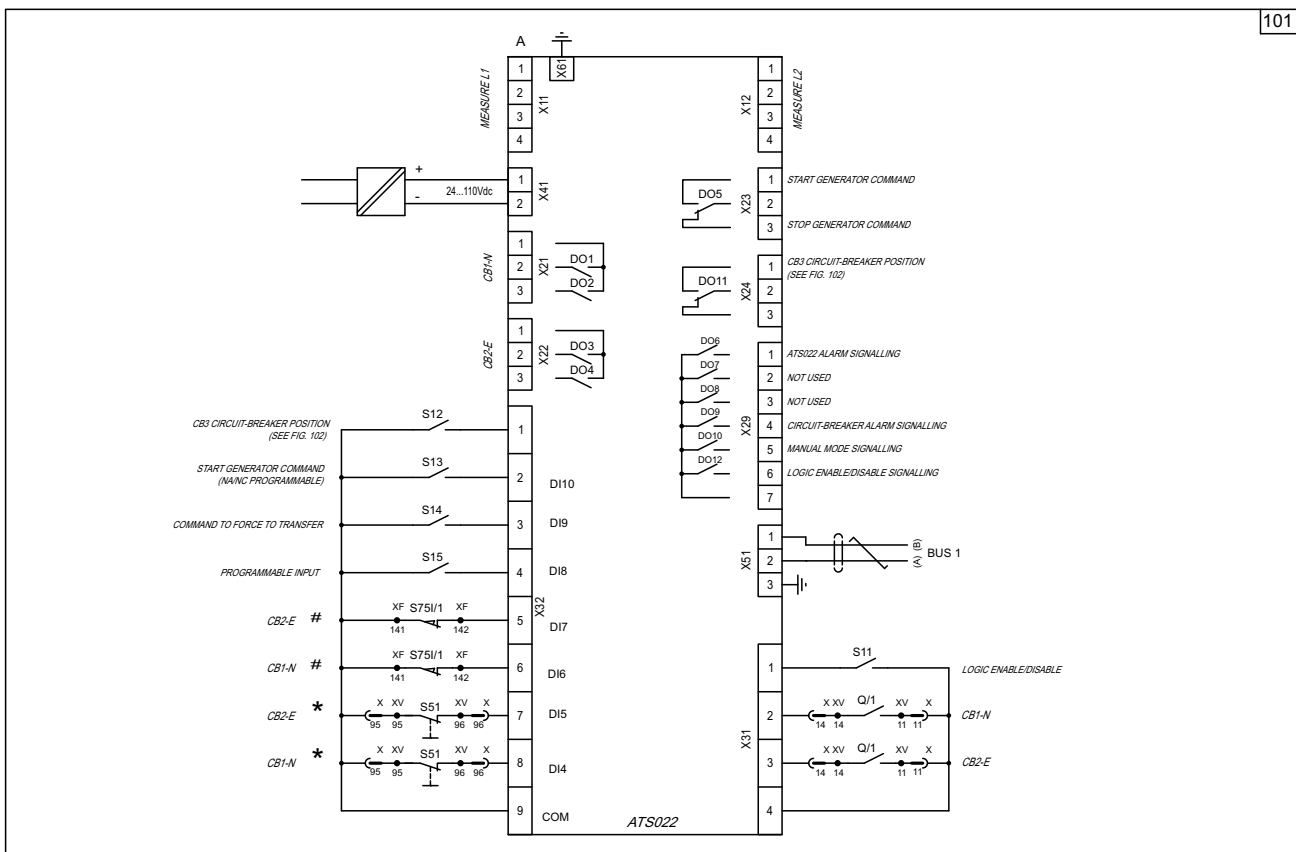 101
A
X61
MEASURE L1
1
2
3
4
X11
1
2
3
4
X12
MEASURE L2
+
-
24...110Vdc
1
2
X41
DO5
X23
1
2
3
START GENERATOR COMMAND
STOP GENERATOR COMMAND
CB1-N
1
2
3
X21
DO1
DO2
DO11
X24
1
2
3
CB3 CIRCUIT-BREAKER POSITION
(SEE FIG. 102)
CB2-E
1
2
3
X22
DO3
DO4
DO6
DO7
DO8
DO9
DO10
DO12
X29
1
2
3
4
5
6
7
ATS022 ALARM SIGNALLING
NOT USED
NOT USED
CIRCUIT-BREAKER ALARM SIGNALLING
MANUAL MODE SIGNALLING
LOGIC ENABLE/DISABLE SIGNALLING
CB3 CIRCUIT-BREAKER POSITION
(SEE FIG. 102)
S12
1
START GENERATOR COMMAND
(NA/NC PROGRAMMABLE)
S13
2
DI10
COMMAND TO FORCE TO TRANSFER
S14
3
DI9
PROGRAMMABLE INPUT
S15
4
DI8
X32
CB2-E #
XF S75I/1 XF
141 142
5
DI7
CB1-N #
XF S75I/1 XF
141 142
6
DI6
CB2-E *
X XV S51 XV X
95 95 96 96
7
DI5
CB1-N *
X XV S51 XV X
95 95 96 96
8
DI4
9
COM
ATS022
X51
1
2
3
(B)
(A)
BUS 1
X31
1
S11
LOGIC ENABLE/DISABLE
2
X XV Q/1 XV X
14 14 11 11
CB1-N
3
X XV Q/1 XV X
14 14 11 11
CB2-E
4